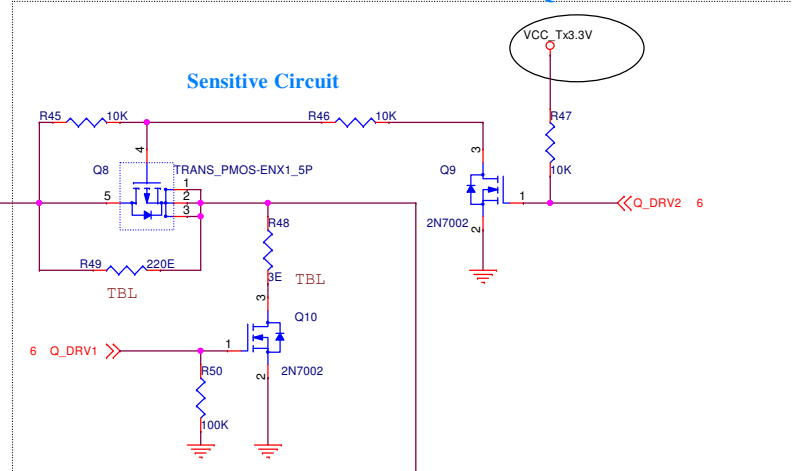 VCC_Tx3.3V
Sensitive Circuit
R45 10K R46 10K R47
4 3
Q8 TRANS_PMOS-ENX1_5P Q9 10K
1
5 2 1 Q_DRV2 6
3 2N7002 2
R48
R49 220E
3E TBL
TBL
3
Q10
6 Q_DRV1 1
R50 2 2N7002
100K